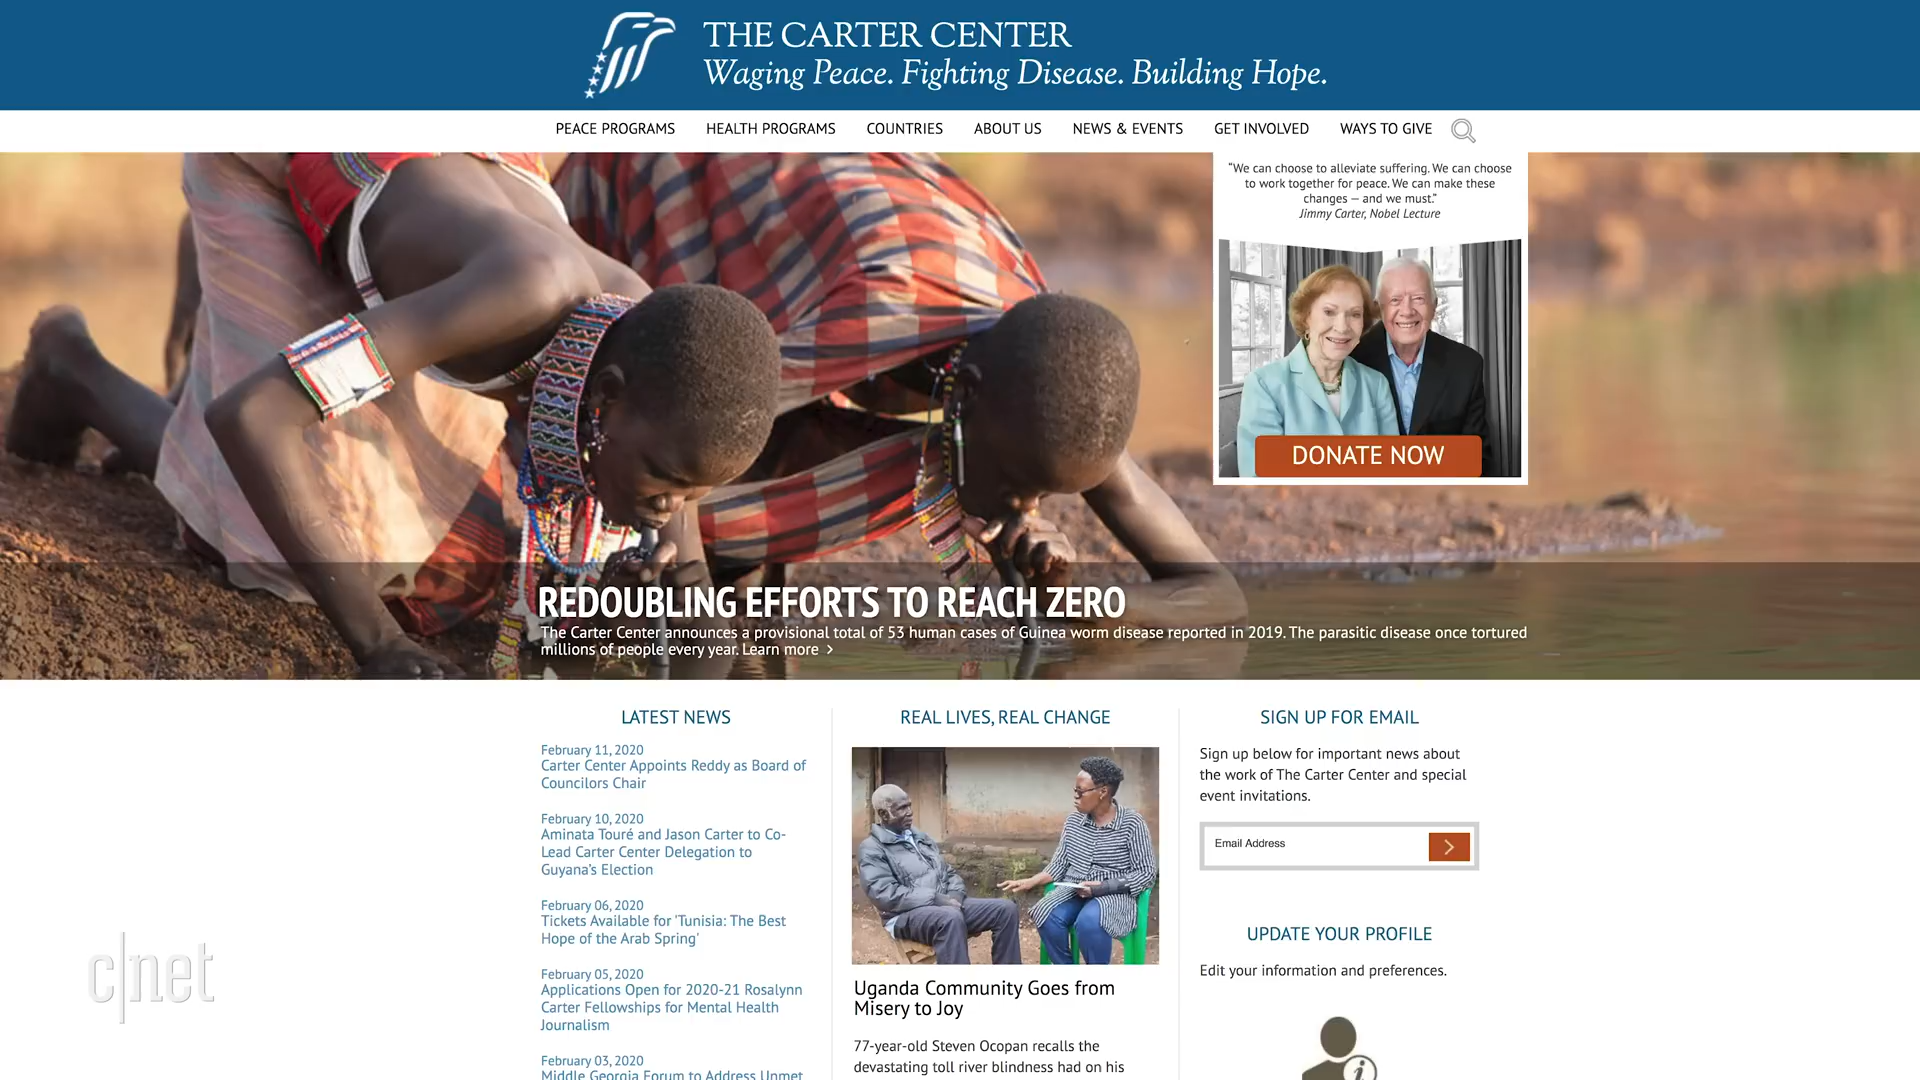 THE CARTER CENTER
Waging Peace. Fighting Disease. Building Hope.
PEACE PROGRAMS
HEALTH PROGRAMS
COUNTRIES
ABOUT US
NEWS & EVENTS
GET INVOLVED
WAYS TO GIVE
“We can choose to alleviate suffering. We can choose
to work together for peace. We can make these
changes — and we must.”
Jimmy Carter, Nobel Lecture
DONATE NOW
REDOUBLING EFFORTS TO REACH ZERO
The Carter Center announces a provisional total of 53 human cases of Guinea worm disease reported in 2019. The parasitic disease once tortured
millions of people every year. Learn more >
LATEST NEWS
February 11, 2020
Carter Center Appoints Reddy as Board of
Councilors Chair
February 10, 2020
Aminata Touré and Jason Carter to Co-
Lead Carter Center Delegation to
Guyana’s Election
February 06, 2020
Tickets Available for 'Tunisia: The Best
Hope of the Arab Spring'
February 05, 2020
Applications Open for 2020-21 Rosalynn
Carter Fellowships for Mental Health
Journalism
February 03, 2020
Middle Georgia Forum to Address Unmet
REAL LIVES, REAL CHANGE
Uganda Community Goes from
Misery to Joy
77-year-old Steven Ocopan recalls the
devastating toll river blindness had on his
SIGN UP FOR EMAIL
Sign up below for important news about
the work of The Carter Center and special
event invitations.
Email Address
UPDATE YOUR PROFILE
Edit your information and preferences.
c|net